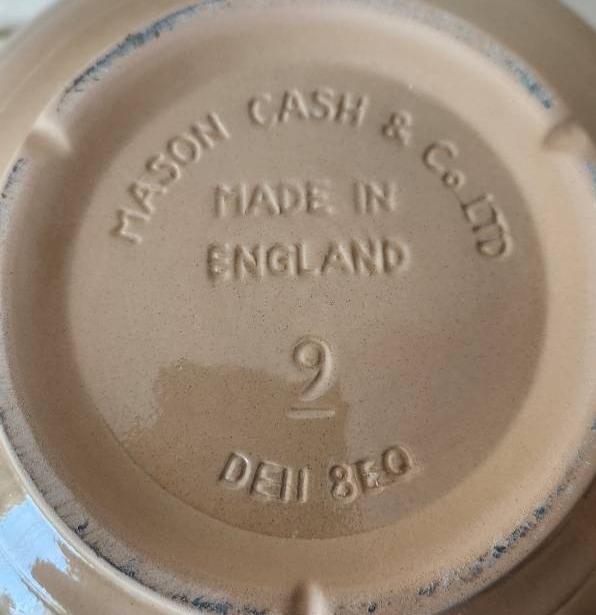 MASON CASH & Co. LTD
MADE IN
ENGLAND
9
DE11 8EQ